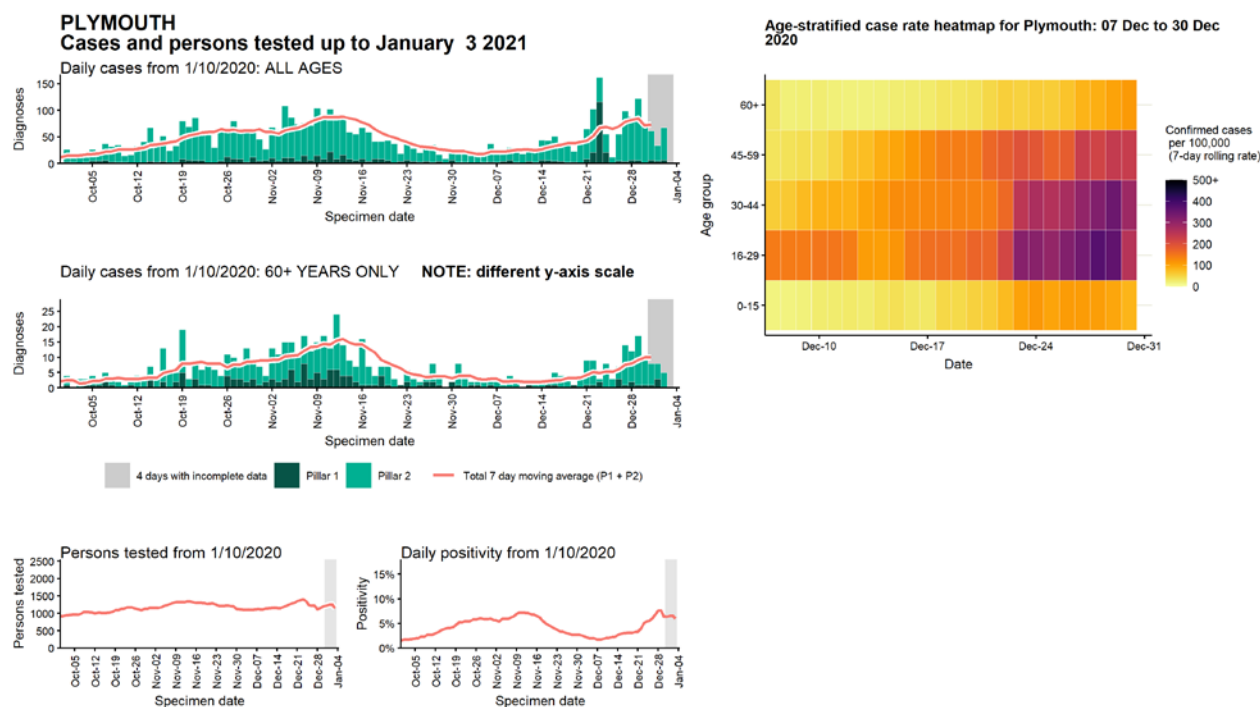 PLYMOUTH
Cases and persons tested up to January 3 2021
Daily cases from 1/10/2020: ALL AGES
Diagnoses
150
100
50
0
Oct-05
Oct-12
Oct-19
Oct-26
Nov-02
Nov-09
Nov-16
Nov-23
Nov-30
Dec-07
Dec-14
Dec-21
Dec-28
Jan-04
Specimen date
Daily cases from 1/10/2020: 60+ YEARS ONLY NOTE: different y-axis scale
Diagnoses
25
20
15
10
5
0
Oct-05
Oct-12
Oct-19
Oct-26
Nov-02
Nov-09
Nov-16
Nov-23
Nov-30
Dec-07
Dec-14
Dec-21
Dec-28
Jan-04
Specimen date
4 days with incomplete data Pillar 1 Pillar 2 Total 7 day moving average (P1 + P2)
Persons tested from 1/10/2020
Persons tested
2500
2000
1500
1000
500
0
Oct-05
Oct-12
Oct-19
Oct-26
Nov-02
Nov-09
Nov-16
Nov-23
Nov-30
Dec-07
Dec-14
Dec-21
Dec-28
Jan-04
Specimen date
Daily positivity from 1/10/2020
Positivity
15%
10%
5%
0%
Oct-05
Oct-12
Oct-19
Oct-26
Nov-02
Nov-09
Nov-16
Nov-23
Nov-30
Dec-07
Dec-14
Dec-21
Dec-28
Jan-04
Specimen date
Age-stratified case rate heatmap for Plymouth: 07 Dec to 30 Dec
2020
Age group
60+
45-59
30-44
16-29
0-15
Dec-10
Dec-17
Dec-24
Dec-31
Date
Confirmed cases
per 100,000
(7-day rolling rate)
500+
400
300
200
100
0